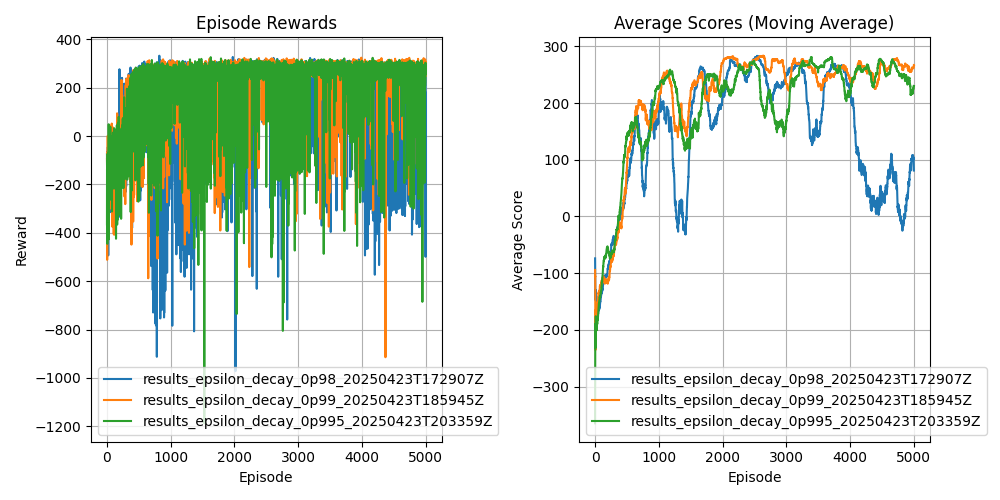 Episode Rewards
400
200
0
−200
−400
−600
−800
−1000
−1200
Reward
0
1000
2000
3000
4000
5000
Episode
results_epsilon_decay_0p98_20250423T172907Z
results_epsilon_decay_0p99_20250423T185945Z
results_epsilon_decay_0p995_20250423T203359Z
Average Scores (Moving Average)
300
200
100
0
−100
−200
−300
Average Score
0
1000
2000
3000
4000
5000
Episode
results_epsilon_decay_0p98_20250423T172907Z
results_epsilon_decay_0p99_20250423T185945Z
results_epsilon_decay_0p995_20250423T203359Z